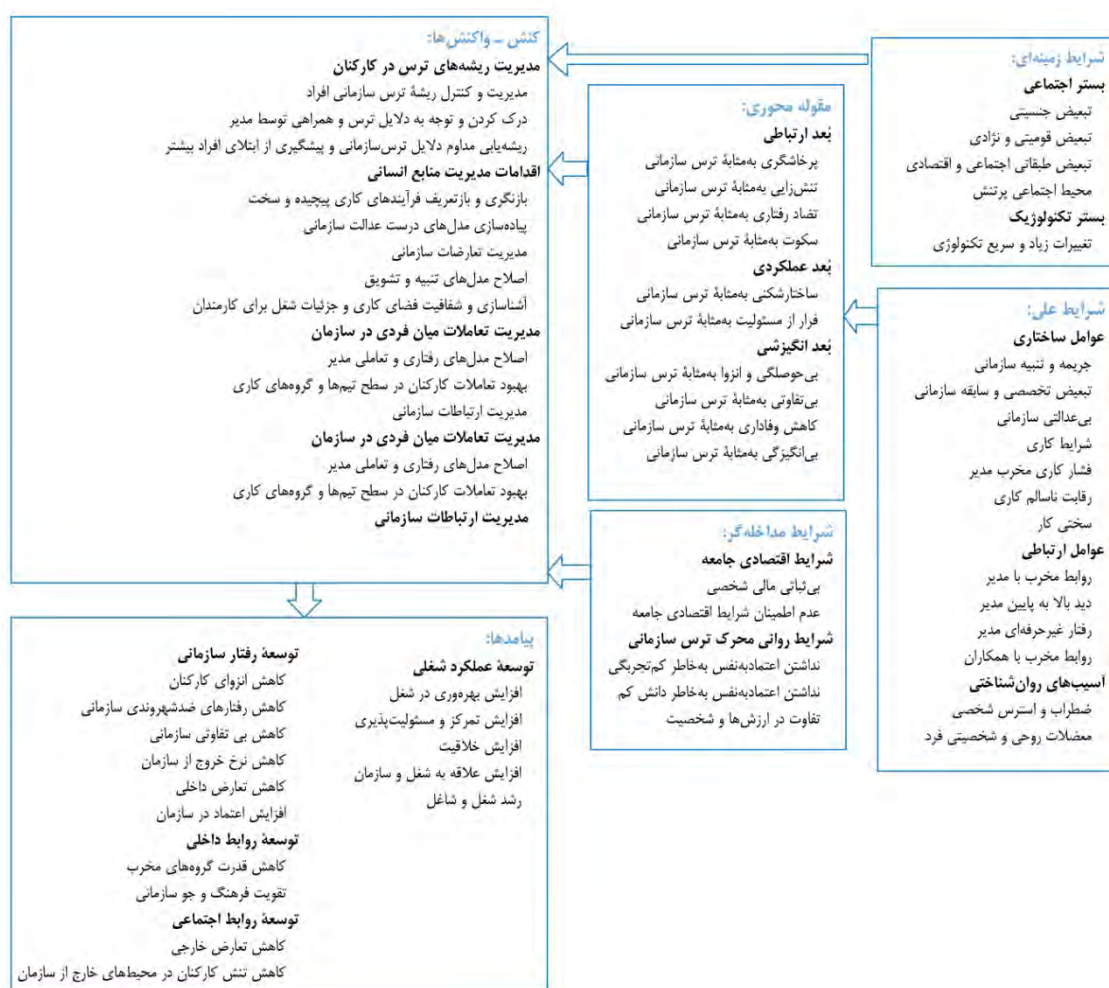 شرایط زمینه‌ای:
بستر اجتماعی
تبعیض جنسیتی
تبعیض قومیتی و نژادی
تبعیض طبقاتی اجتماعی و اقتصادی
محیط اجتماعی پرتنش
بستر تکنولوژیک
تغییرات زیاد و سریع تکنولوژی
شرایط علی:
عوامل ساختاری
جریمه و تنبیه سازمانی
تبعیض تخصصی و سابقه سازمانی
بی‌عدالتی سازمانی
شرایط کاری
فشار کاری مخرب مدیر
رقابت ناسالم کاری
سختی کار
عوامل ارتباطی
روابط مخرب با مدیر
دید بالا به پایین مدیر
رفتار غیرحرفه‌ای مدیر
روابط مخرب با همکاران
آسیب‌های روان‌شناختی
ضطراب و استرس شخصی
معضلات روحی و شخصیتی فرد
مقوله محوری:
بُعد ارتباطی
پرخاشگری به‌مثابهٔ ترس سازمانی
تنش‌زایی به‌مثابهٔ ترس سازمانی
تضاد رفتاری به‌مثابهٔ ترس سازمانی
سکوت به‌مثابهٔ ترس سازمانی
بُعد عملکردی
ساختارشکنی به‌مثابهٔ ترس سازمانی
فرار از مسئولیت به‌مثابهٔ ترس سازمانی
بُعد انگیزشی
بی‌حوصلگی و انزوا به‌مثابهٔ ترس سازمانی
بی‌تفاوتی به‌مثابهٔ ترس سازمانی
کاهش وفاداری به‌مثابهٔ ترس سازمانی
بی‌انگیزگی به‌مثابهٔ ترس سازمانی
شرایط مداخله‌گر:
شرایط اقتصادی جامعه
بی‌ثباتی مالی شخصی
عدم اطمینان شرایط اقتصادی جامعه
شرایط روانی محرک ترس سازمانی
نداشتن اعتمادبه‌نفس به‌خاطر کم‌تجربگی
نداشتن اعتمادبه‌نفس به‌خاطر دانش کم
تفاوت در ارزش‌ها و شخصیت
کنش ـ واکنش‌ها:
مدیریت ریشه‌های ترس در کارکنان
مدیریت و کنترل ریشهٔ ترس سازمانی افراد
درک کردن و توجه به دلایل ترس و همراهی توسط مدیر
ریشه‌یابی مداوم دلایل ترس‌سازمانی و پیشگیری از ابتلای افراد بیشتر
اقدامات مدیریت منابع انسانی
بازنگری و بازتعریف فرآیندهای کاری پیچیده و سخت
پیاده‌سازی مدل‌های درست عدالت سازمانی
مدیریت تعارضات سازمانی
اصلاح مدل‌های تنبیه و تشویق
آشناسازی و شفافیت فضای کاری و جزئیات شغل برای کارمندان
مدیریت تعاملات میان فردی در سازمان
اصلاح مدل‌های رفتاری و تعاملی مدیر
بهبود تعاملات کارکنان در سطح تیم‌ها و گروه‌های کاری
مدیریت ارتباطات سازمانی
مدیریت تعاملات میان فردی در سازمان
اصلاح مدل‌های رفتاری و تعاملی مدیر
بهبود تعاملات کارکنان در سطح تیم‌ها و گروه‌های کاری
مدیریت ارتباطات سازمانی
پیامدها:
توسعهٔ عملکرد شغلی
افزایش بهره‌وری در شغل
افزایش تمرکز و مسئولیت‌پذیری
افزایش خلاقیت
افزایش علاقه به شغل و سازمان
رشد شغل و شاغل
توسعهٔ رفتار سازمانی
کاهش انزوای کارکنان
کاهش رفتارهای ضدشهروندی سازمانی
کاهش بی تفاوتی سازمانی
کاهش نرخ خروج از سازمان
کاهش تعارض داخلی
افزایش اعتماد در سازمان
توسعهٔ روابط داخلی
کاهش قدرت گروه‌های مخرب
تقویت فرهنگ و جو سازمانی
توسعهٔ روابط اجتماعی
کاهش تعارض خارجی
کاهش تنش کارکنان در محیط‌های خارج از سازمان